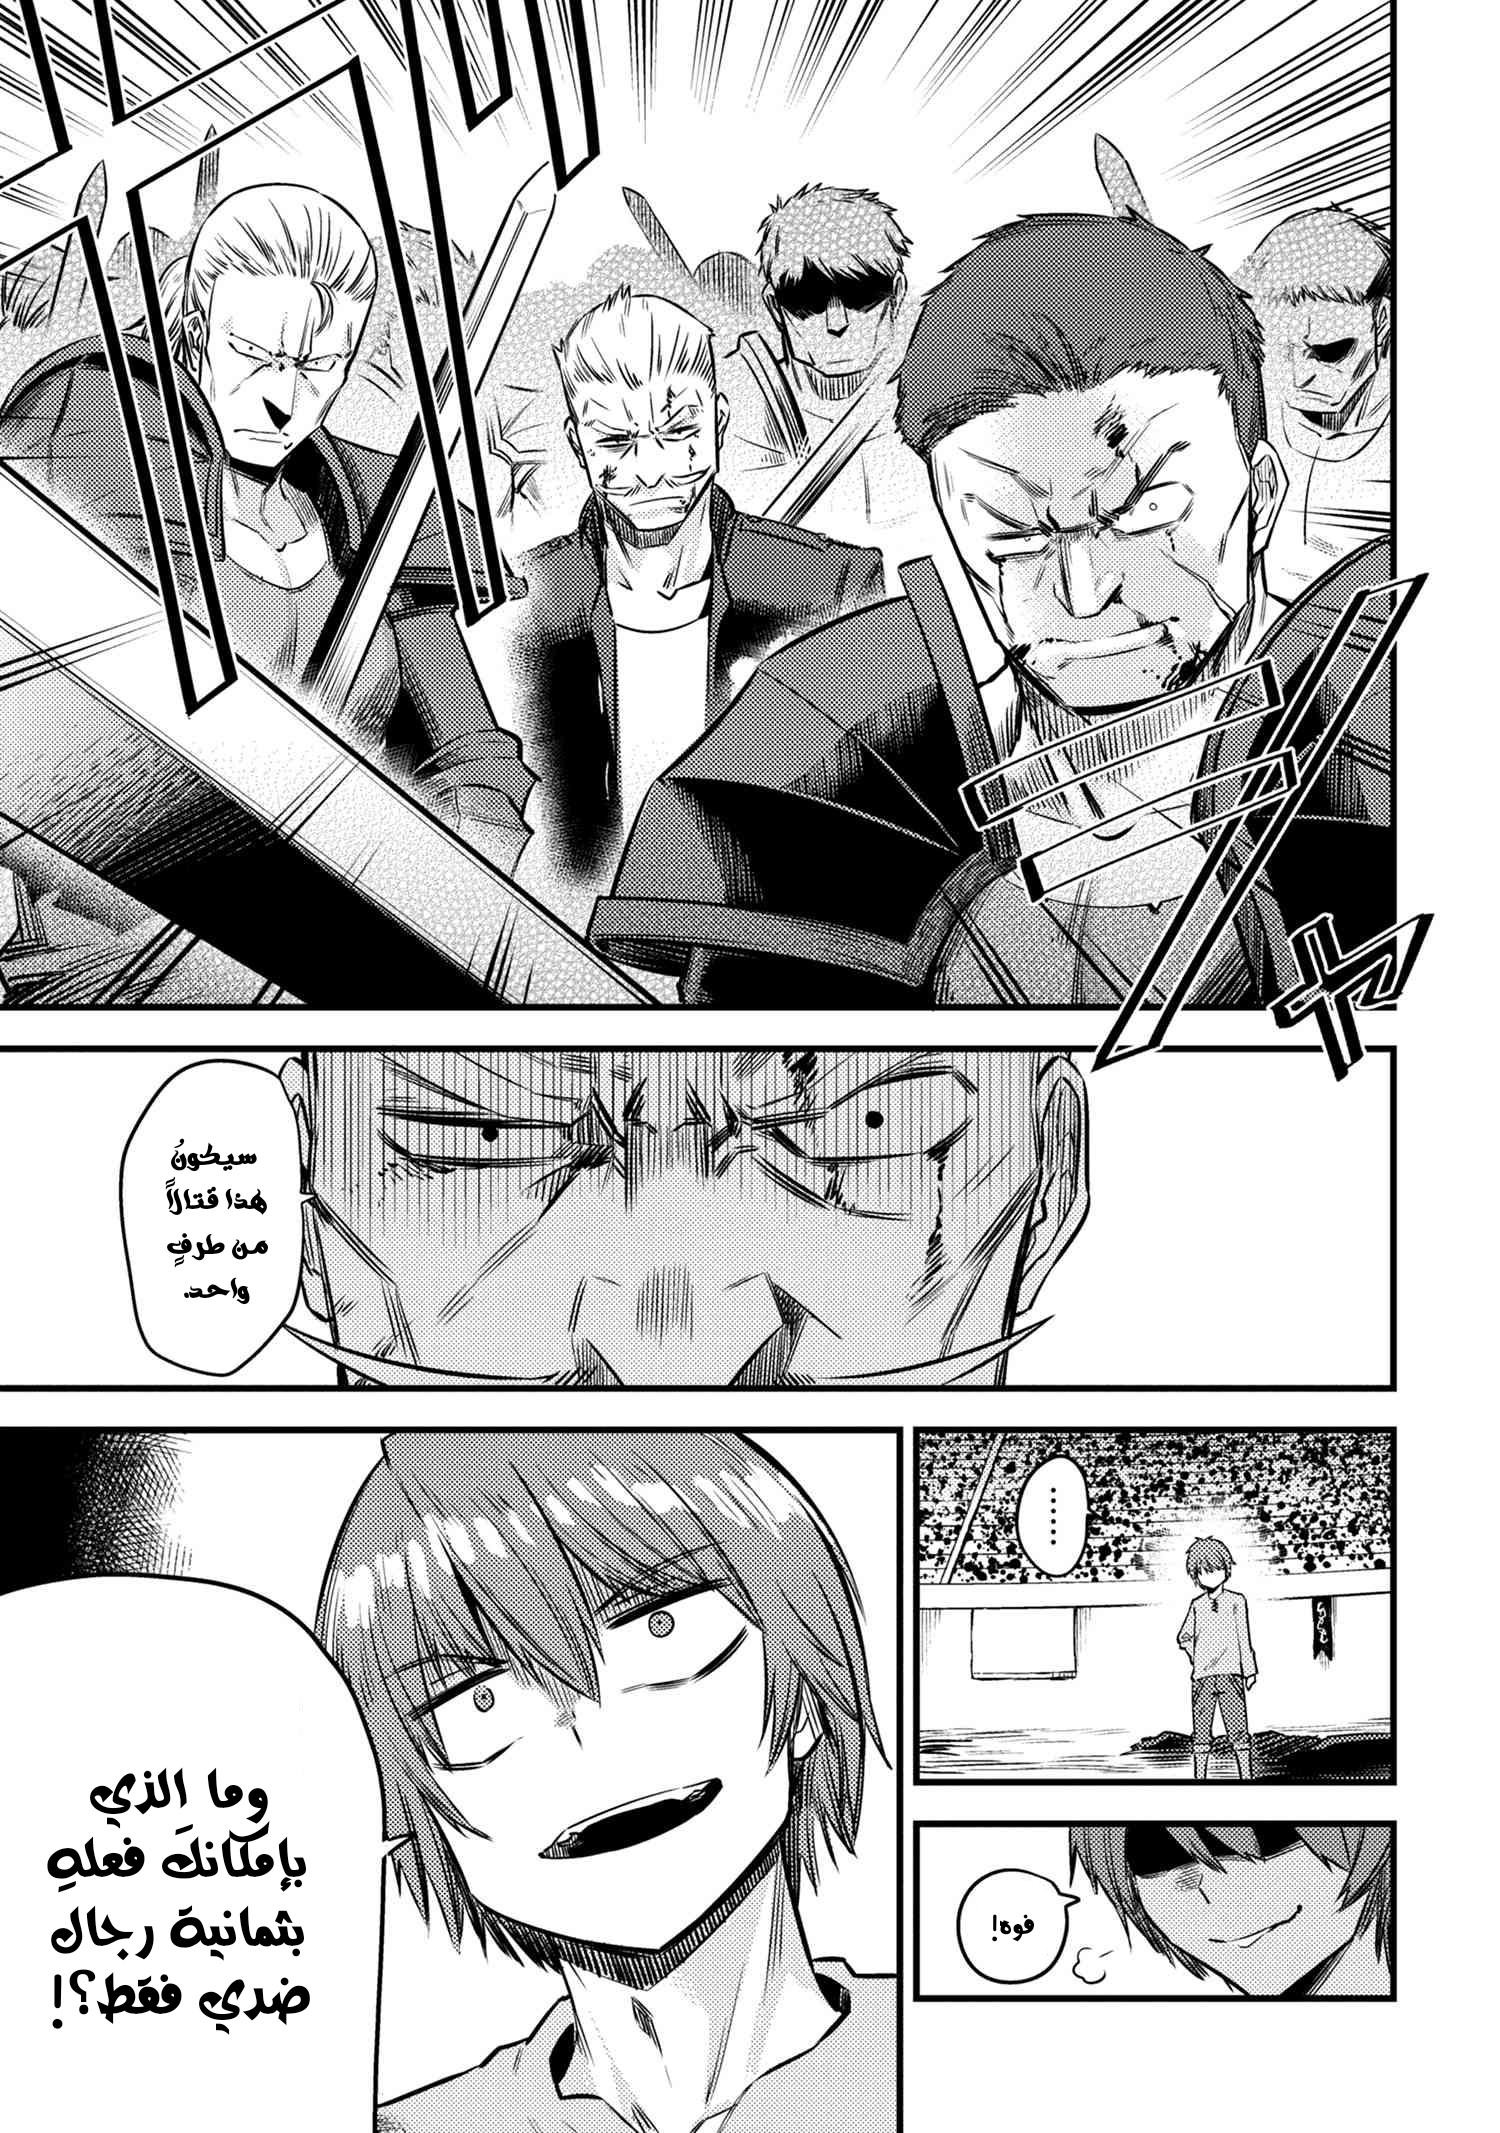 سيكونُ
هذا قتالاً
من طرفٍ
واحد.
......
فوه!
وما الذي
بإمكانكَ فعلهِ
بثمانية رجال
ضدي فقط؟!